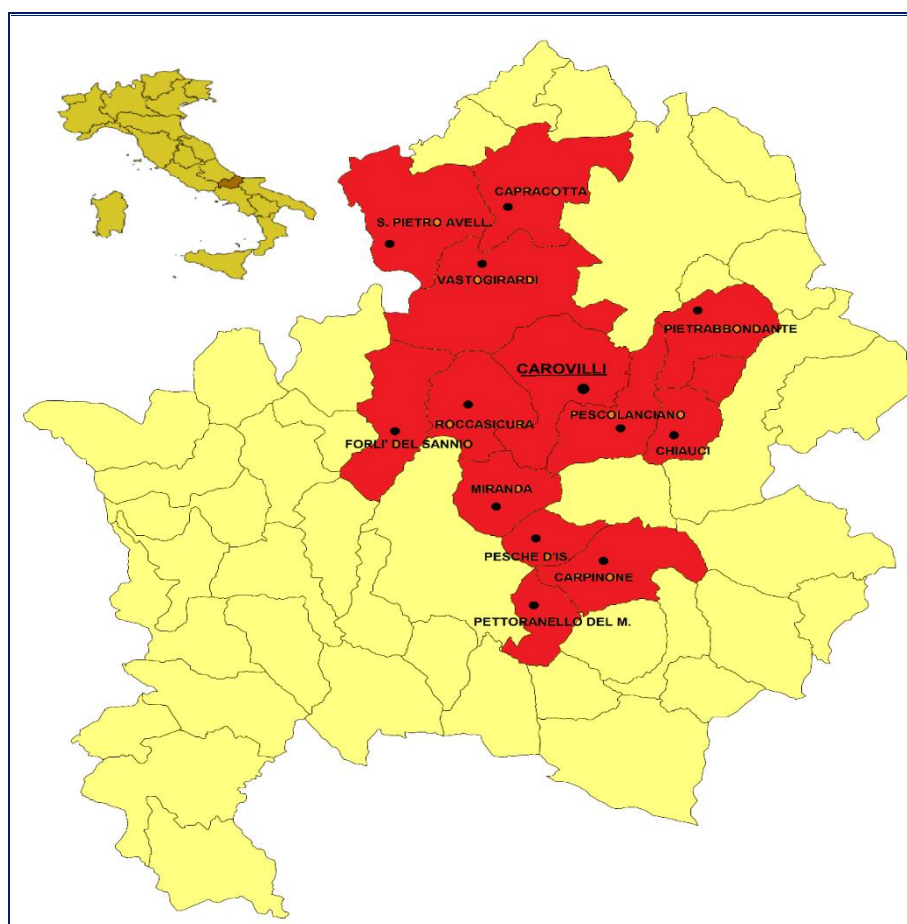 CAPRACOTTA
S. PIETRO AVELL.
VASTOGIRARDI
PIETRABBONDANTE
CAROVILLI
PESCOLANCIANO
ROCCASICURA
FORLI' DEL SANNIO
CHIAUCI
MIRANDA
PESCHE D'IS.
CARPINONE
PETTORANELLO DEL M.